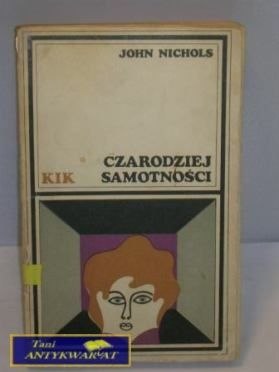 JOHN NICHOLS
CZARODZIEJ
KIK SAMOTNOŚCI
Tani
ANTYKWARIAT